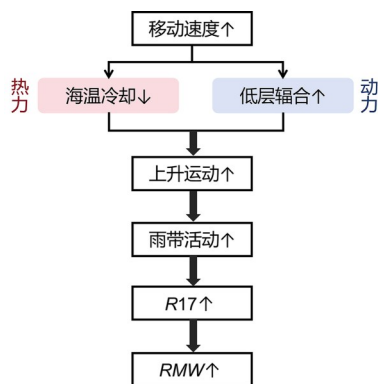 移动速度↑
热力
海温冷却↓
低层辐合↑
动力
上升运动↑
雨带活动↑
R17↑
RMW↑